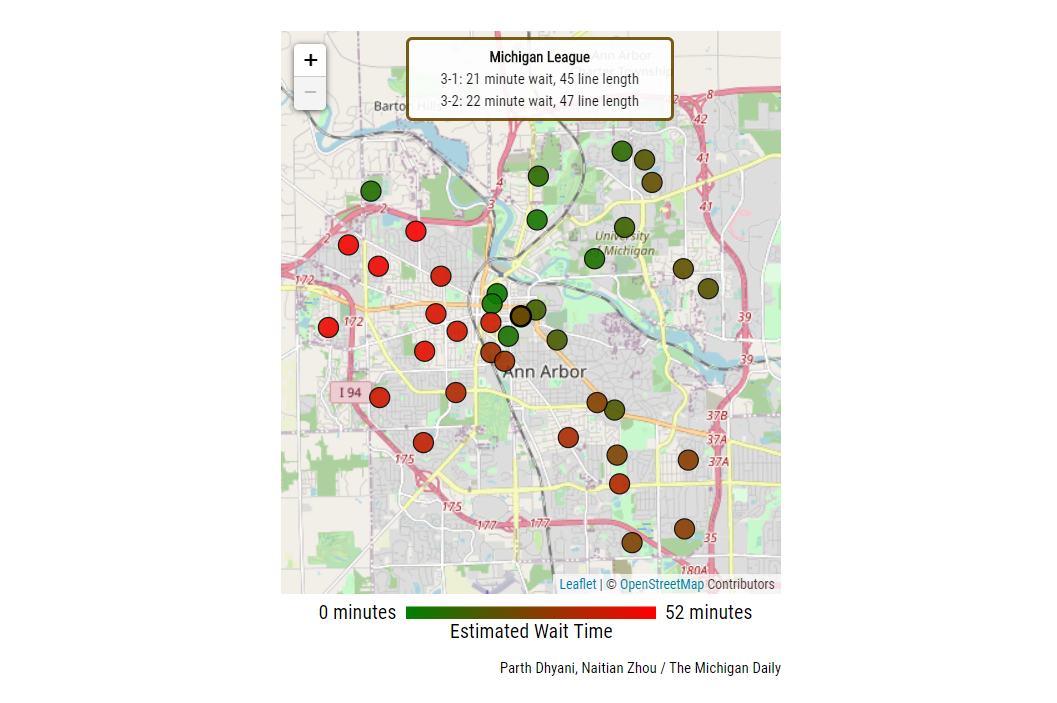 +
Michigan League
3-1: 21 minute wait, 45 line length
3-2: 22 minute wait, 47 line length
−
Ann Arbor
Township
2
8
Barton Hills
42
41
4
3
2
41
2
University
of Michigan
172
39
172
39
Ann Arbor
I 94
37B
37A
37A
175
175
177
177
35
180A
Leaflet | © OpenStreetMap Contributors
0 minutes
52 minutes
Estimated Wait Time
Parth Dhyani, Naitian Zhou / The Michigan Daily